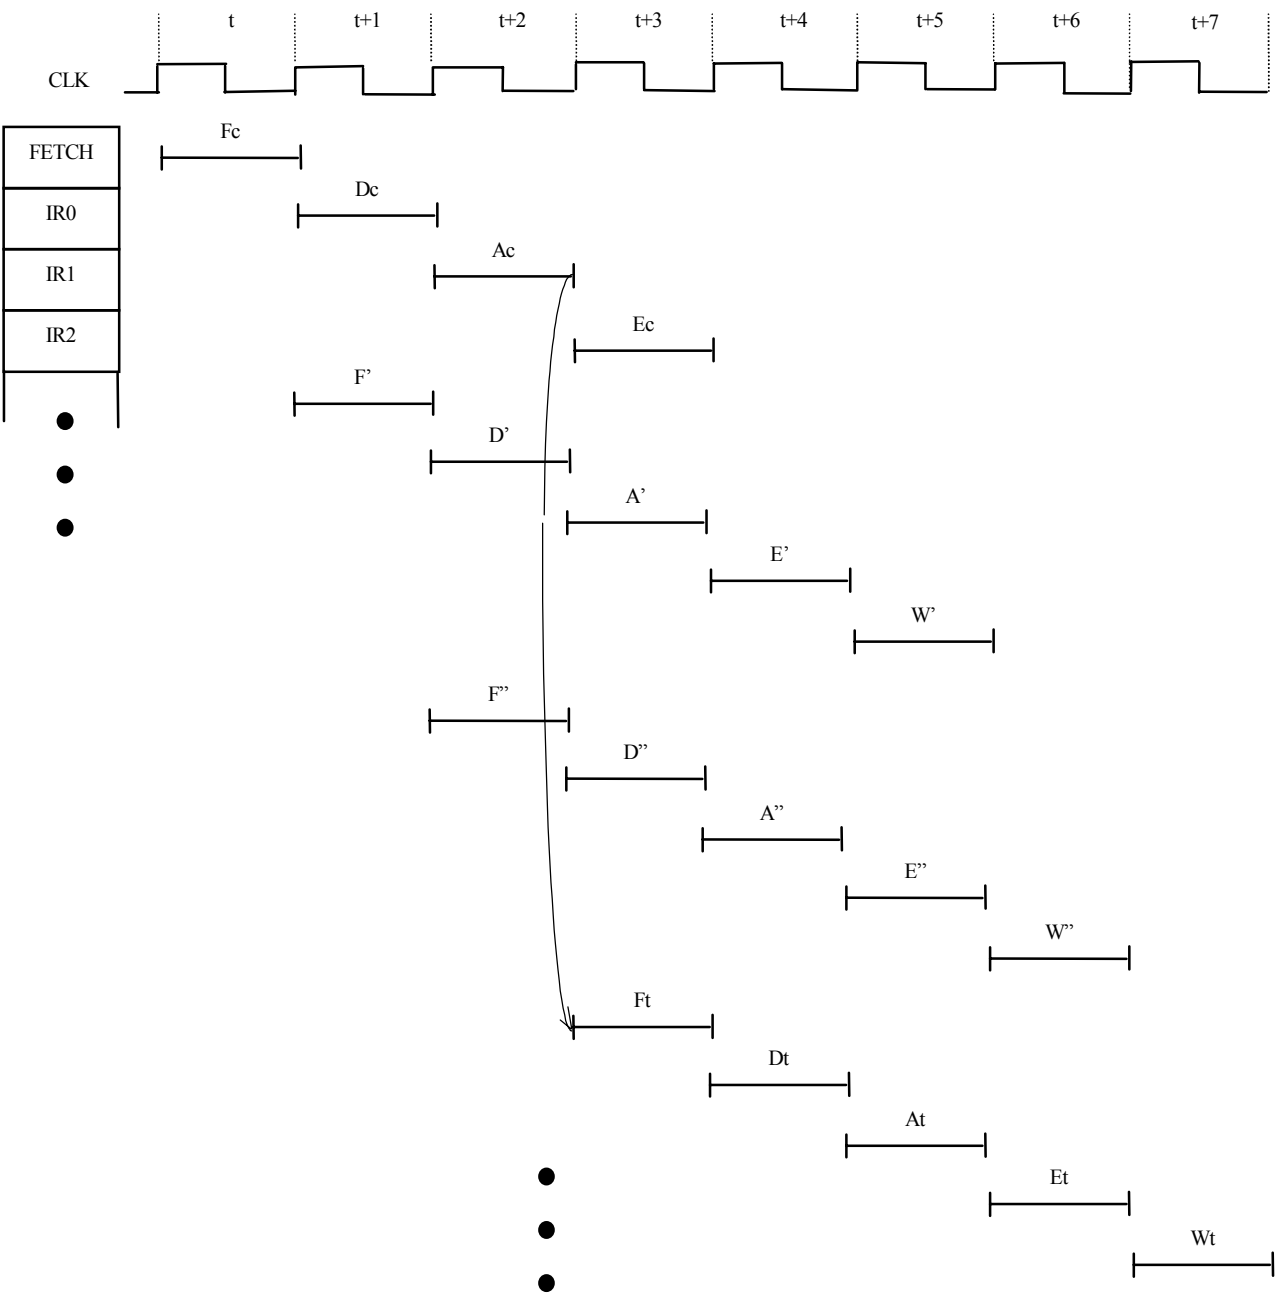 t t+1 t+2 t+3 t+4 t+5 t+6 t+7
CLK
Fc
FETCH
Dc
IR0
Ac
IR1
Ec
IR2
F’
D’
A’
E’
W’
F”
D”
A”
E”
W”
Ft
Dt
At
Et
Wt